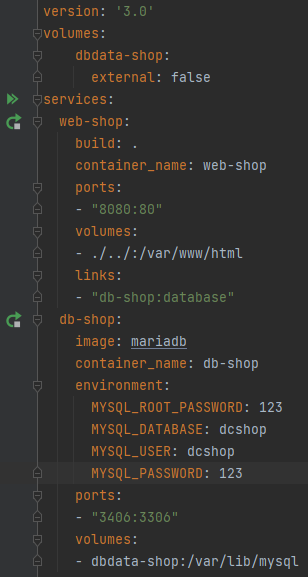 version: '3.0'
volumes:
    dbdata-shop:
      external: false
services:
  web-shop:
    build: .
    container_name: web-shop
    ports:
    - "8080:80"
    volumes:
    - ./../:/var/www/html
    links:
    - "db-shop:database"
  db-shop:
    image: mariadb
    container_name: db-shop
    environment:
      MYSQL_ROOT_PASSWORD: 123
      MYSQL_DATABASE: dcshop
      MYSQL_USER: dcshop
      MYSQL_PASSWORD: 123
    ports:
    - "3406:3306"
    volumes:
    - dbdata-shop:/var/lib/mysql